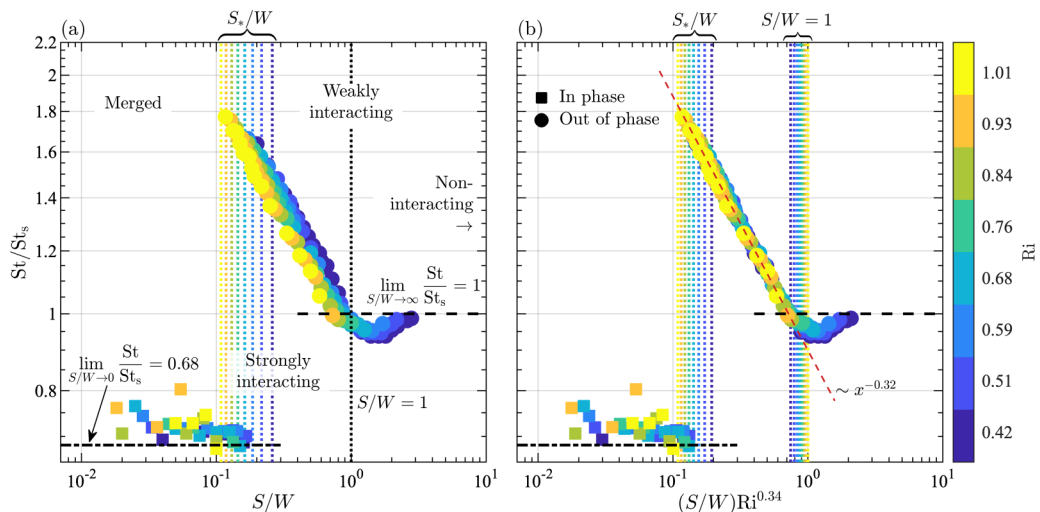 (a)
S*/W
2.2
2
1.8
1.6
1.4
1.2
1
0.8
St/St_s
Merged
Weakly
interacting
Non-
interacting
→
lim S/W→∞ St/St_s = 1
lim S/W→0 St/St_s = 0.68
Strongly
interacting
S/W = 1
10^-2
10^-1
10^0
10^1
S/W
(b)
S*/W
S/W = 1
In phase
Out of phase
~ x^-0.32
10^-2
10^-1
10^0
10^1
(S/W)Ri^0.34
1.01
0.93
0.84
0.76
0.68
0.59
0.51
0.42
Ri